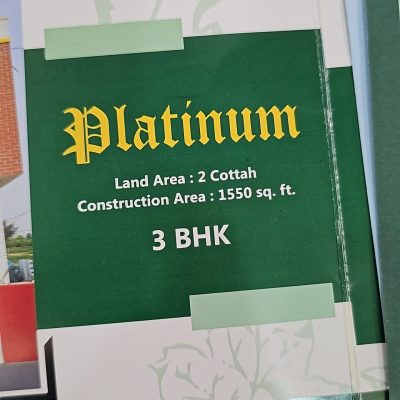 Platinum
Land Area : 2 Cottah
Construction Area : 1550 sq. ft.
3 BHK